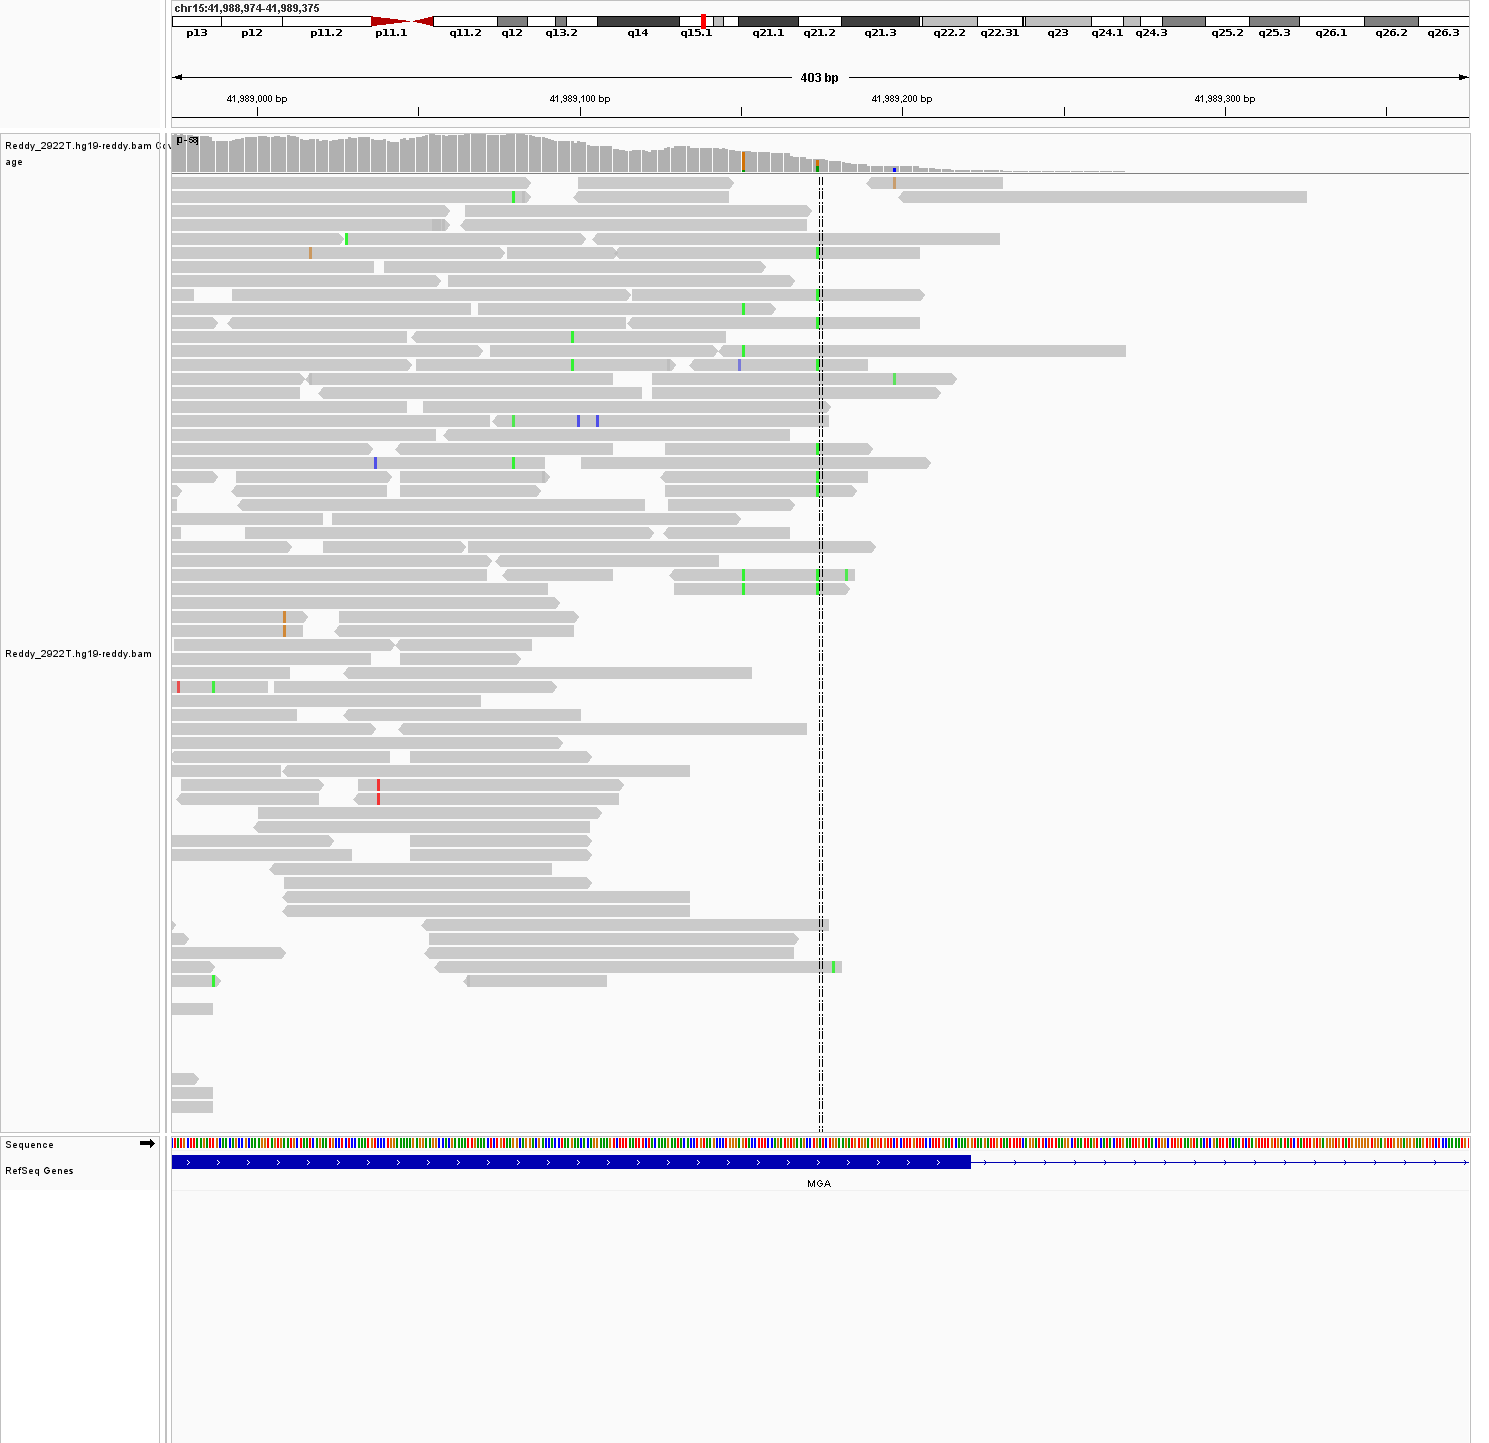 chr15:41,988,974-41,989,375
p13 p12 p11.2 p11.1 q11.2 q12 q13.2 q14 q15.1 q21.1 q21.2 q21.3 q22.2 q22.31 q23 q24.1 q24.3 q25.2 q25.3 q26.1 q26.2 q26.3
403 bp
41,989,000 bp 41,989,100 bp 41,989,200 bp 41,989,300 bp
Reddy_2922T.hg19-reddy.bam Cov
age
Reddy_2922T.hg19-reddy.bam
Sequence
RefSeq Genes
MGA